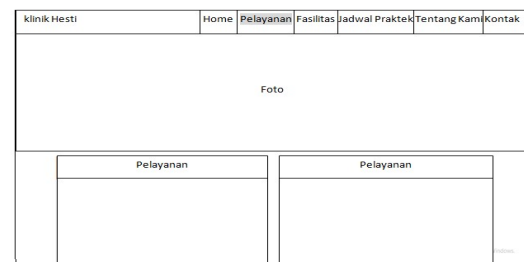 klinik Hesti Home Pelayanan Fasilitas Jadwal Praktek Tentang Kami Kontak
Foto
Pelayanan Pelayanan